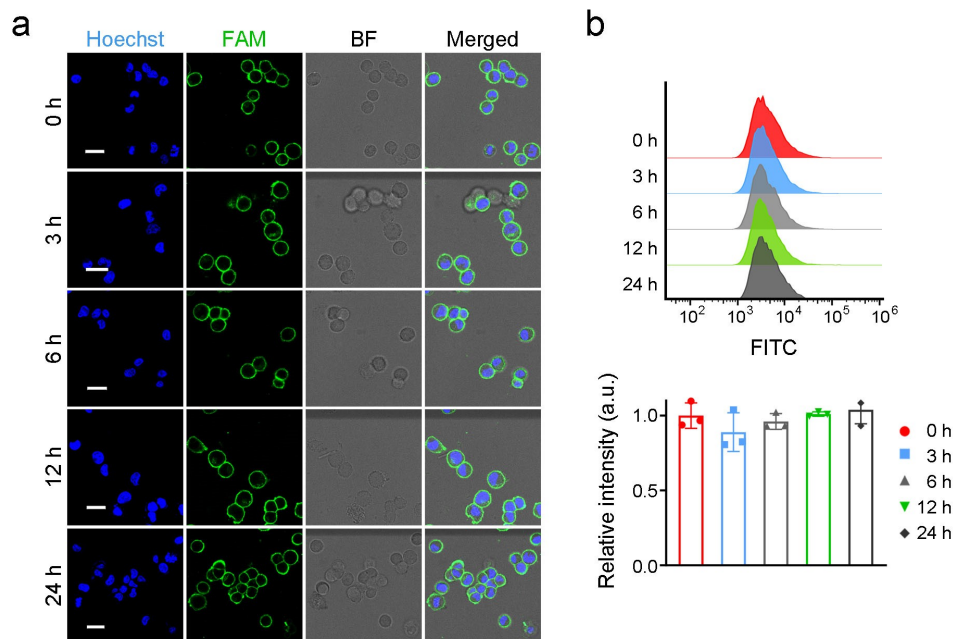 a
Hoechst FAM BF Merged
0 h
3 h
6 h
12 h
24 h
b
0 h
3 h
6 h
12 h
24 h
10² 10³ 10⁴ 10⁵ 10⁶
FITC
Relative intensity (a.u.)
1.0
0.5
0.0
0 h
3 h
6 h
12 h
24 h